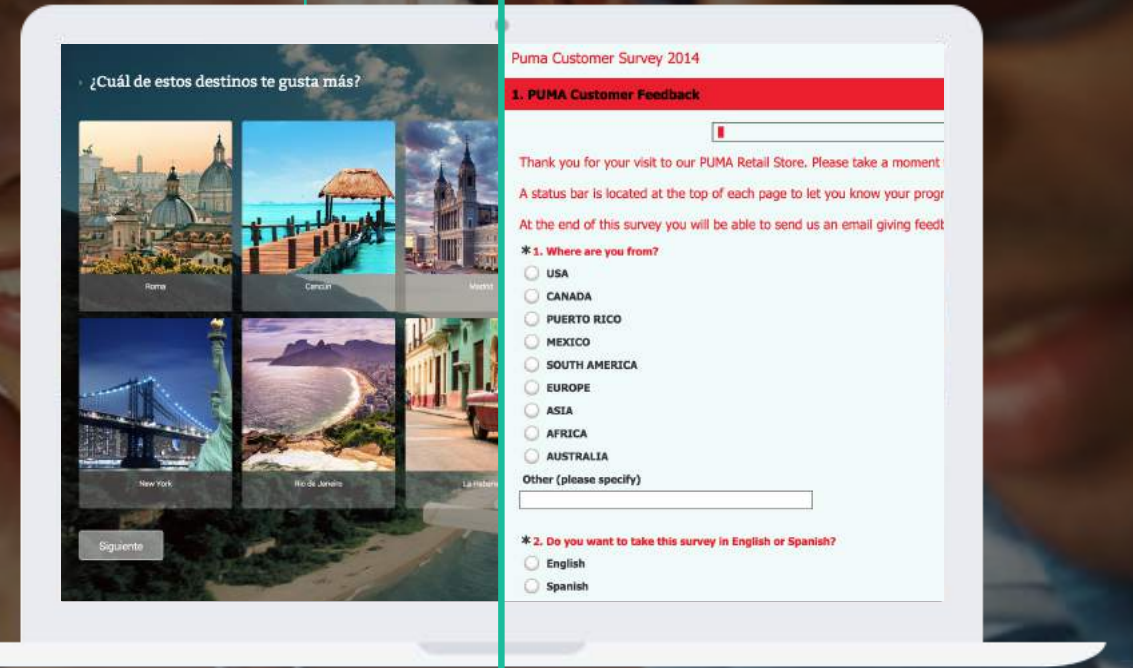 ¿Cuál de estos destinos te gusta más?
Roma
Cancún
Madrid
New York
Rio de Janeiro
La Habana
Siguiente
Puma Customer Survey 2014
1. PUMA Customer Feedback
Thank you for your visit to our PUMA Retail Store. Please take a moment
A status bar is located at the top of each page to let you know your progr
At the end of this survey you will be able to send us an email giving feedb
* 1. Where are you from?
USA
CANADA
PUERTO RICO
MEXICO
SOUTH AMERICA
EUROPE
ASIA
AFRICA
AUSTRALIA
Other (please specify)
* 2. Do you want to take this survey in English or Spanish?
English
Spanish